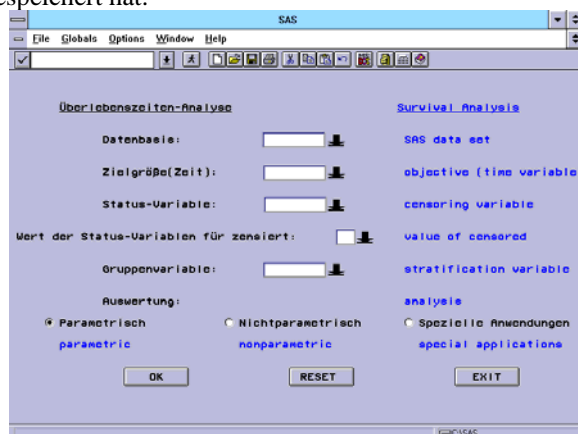 espeichert hat.
SAS
File Globals Options Window Help
Überlebenszeiten-Analyse Survival Analysis
Datenbasis: SAS data set
Zielgröße(Zeit): objective (time variable
Status-Variable: censoring variable
Wert der Status-Variablen für zensiert: value of censored
Gruppenvariable: stratification variable
Auswertung: analysis
Parametrisch Nichtparametrisch Spezielle Anwendungen
parametric nonparametric special applications
OK RESET EXIT
C:\SAS